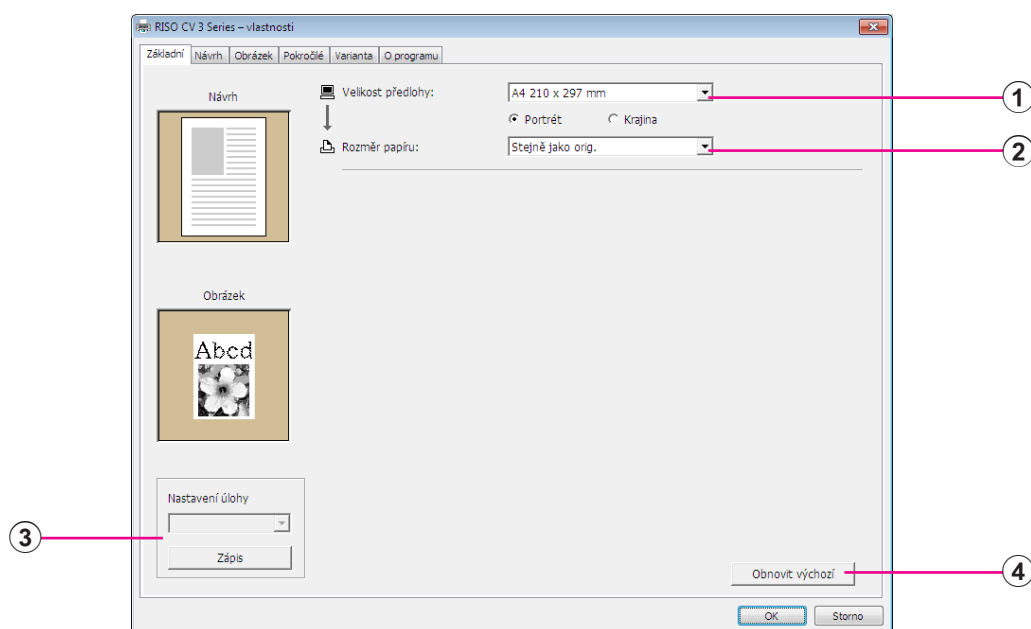 RISO CV 3 Series – vlastnosti
Základní Návrh Obrázek Pokročilé Varianta O programu
Návrh
Velikost předlohy: A4 210 x 297 mm
1
Portrét Krajina
Rozměr papíru: Stejně jako orig.
2
Obrázek
Abcd
Nastavení úlohy
3
Zápis
Obnovit výchozí
4
OK Storno